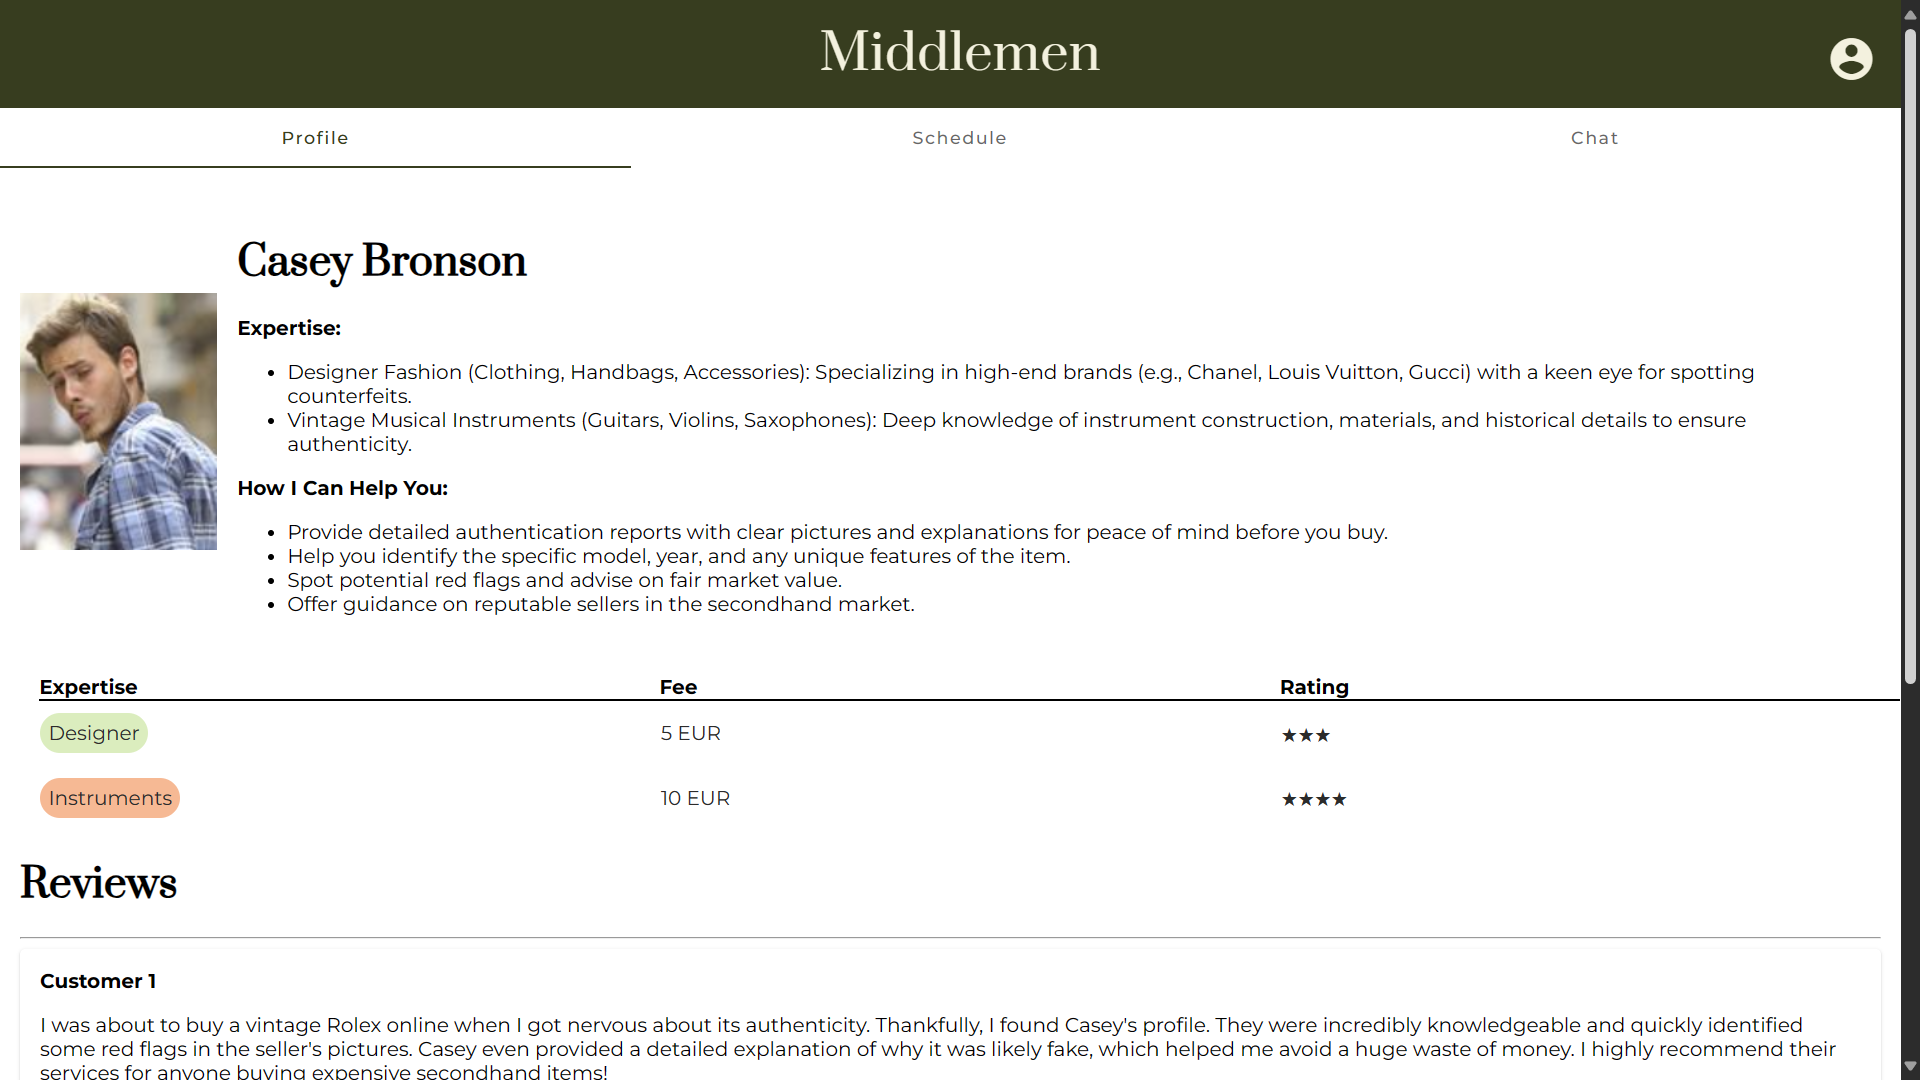 Middlemen
Profile
Schedule
Chat
Casey Bronson
Expertise:
• Designer Fashion (Clothing, Handbags, Accessories): Specializing in high-end brands (e.g., Chanel, Louis Vuitton, Gucci) with a keen eye for spotting
counterfeits.
• Vintage Musical Instruments (Guitars, Violins, Saxophones): Deep knowledge of instrument construction, materials, and historical details to ensure
authenticity.
How I Can Help You:
• Provide detailed authentication reports with clear pictures and explanations for peace of mind before you buy.
• Help you identify the specific model, year, and any unique features of the item.
• Spot potential red flags and advise on fair market value.
• Offer guidance on reputable sellers in the secondhand market.
Expertise Fee Rating
Designer 5 EUR ★★★
Instruments 10 EUR ★★★★
Reviews
Customer 1
I was about to buy a vintage Rolex online when I got nervous about its authenticity. Thankfully, I found Casey's profile. They were incredibly knowledgeable and quickly identified
some red flags in the seller's pictures. Casey even provided a detailed explanation of why it was likely fake, which helped me avoid a huge waste of money. I highly recommend their
services for anyone buying expensive secondhand items!